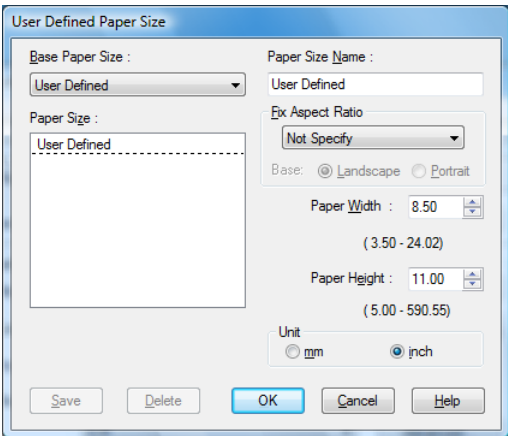 User Defined Paper Size
Base Paper Size :
User Defined
Paper Size :
User Defined
Paper Size Name :
User Defined
Fix Aspect Ratio
Not Specify
Base: Landscape Portrait
Paper Width : 8.50
(3.50 - 24.02)
Paper Height : 11.00
(5.00 - 590.55)
Unit
mm inch
Save Delete OK Cancel Help